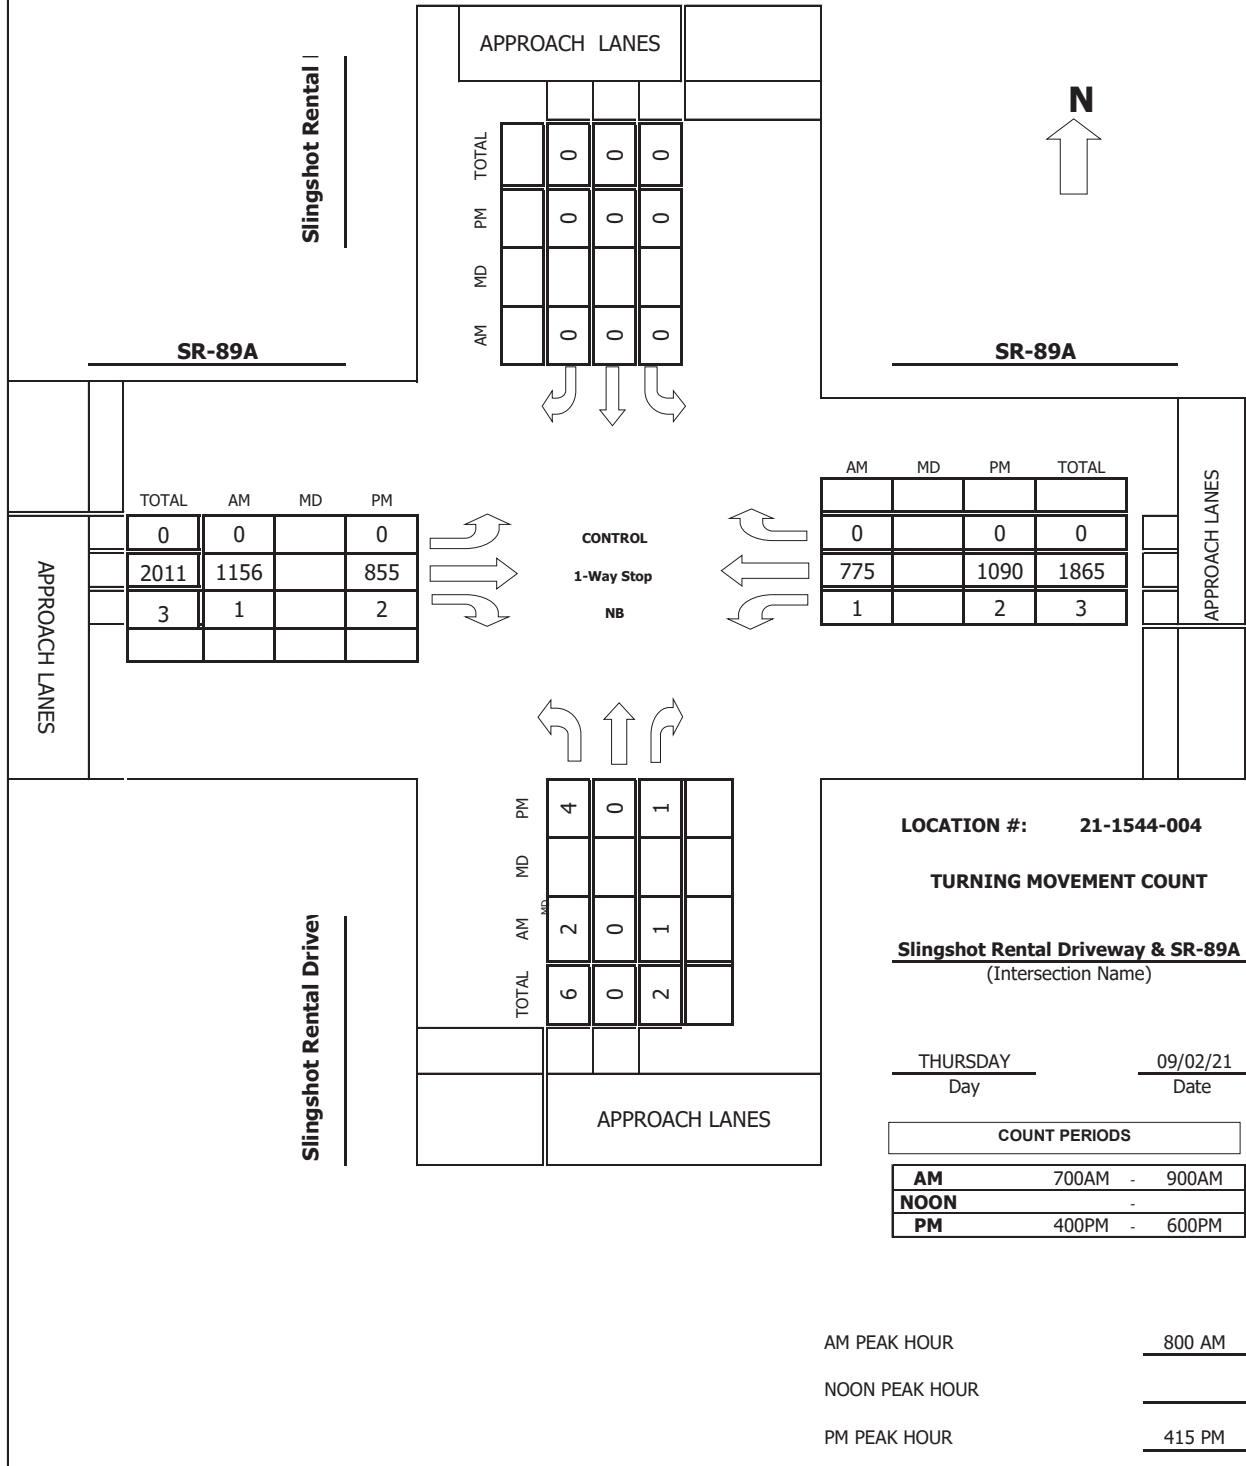 APPROACH LANES
Slingshot Rental
N
TOTAL 0 0 0
PM 0 0 0
MD
AM 0 0 0
SR-89A
SR-89A
TOTAL AM MD PM
0 0 0
2011 1156 855
3 1 2
APPROACH LANES
CONTROL
1-Way Stop
NB
AM MD PM TOTAL
0 0 0
775 1090 1865
1 2 3
APPROACH LANES
PM 4 0 1
MD
MD
AM 2 0 1
TOTAL 6 0 2
Slingshot Rental Drivew
APPROACH LANES
LOCATION #: 21-1544-004
TURNING MOVEMENT COUNT
Slingshot Rental Driveway & SR-89A
(Intersection Name)
THURSDAY 09/02/21
Day Date
COUNT PERIODS
AM 700AM - 900AM
NOON -
PM 400PM - 600PM
AM PEAK HOUR 800 AM
NOON PEAK HOUR
PM PEAK HOUR 415 PM